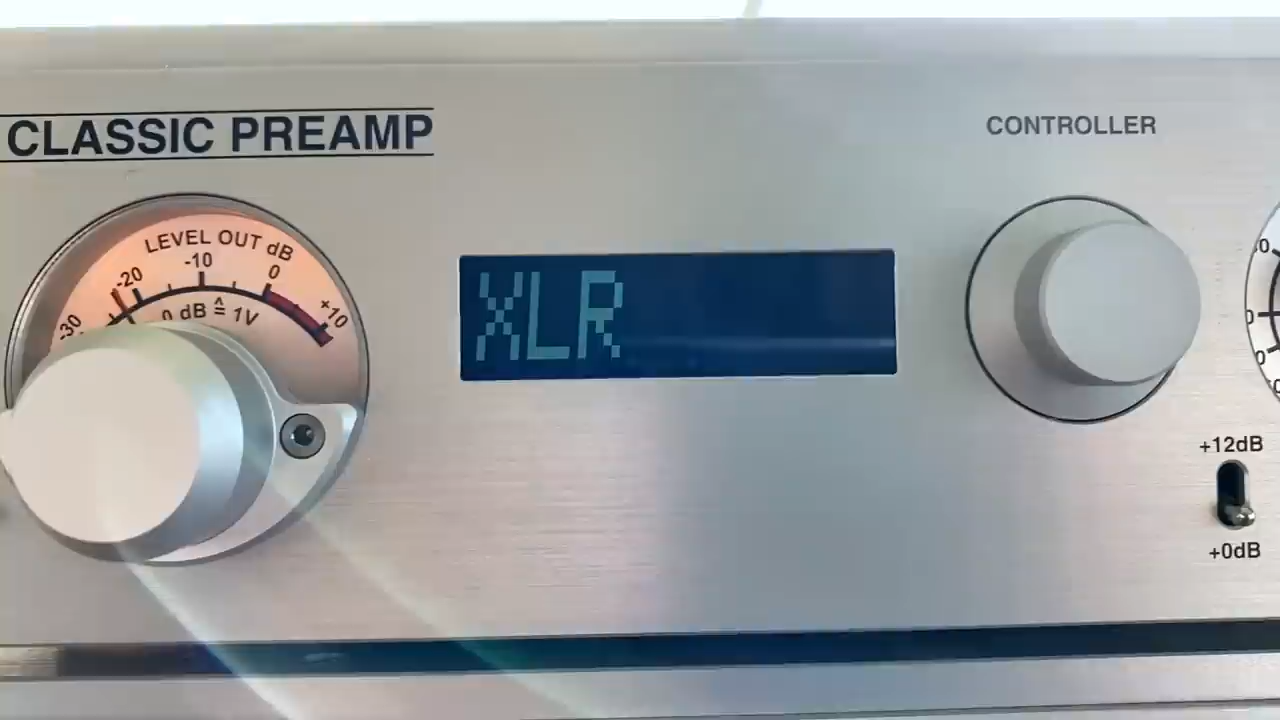 CLASSIC PREAMP
CONTROLLER
LEVEL OUT dB
-30 -20 -10 0 +10
0 dB ≙ 1V
XLR
+12dB
+0dB